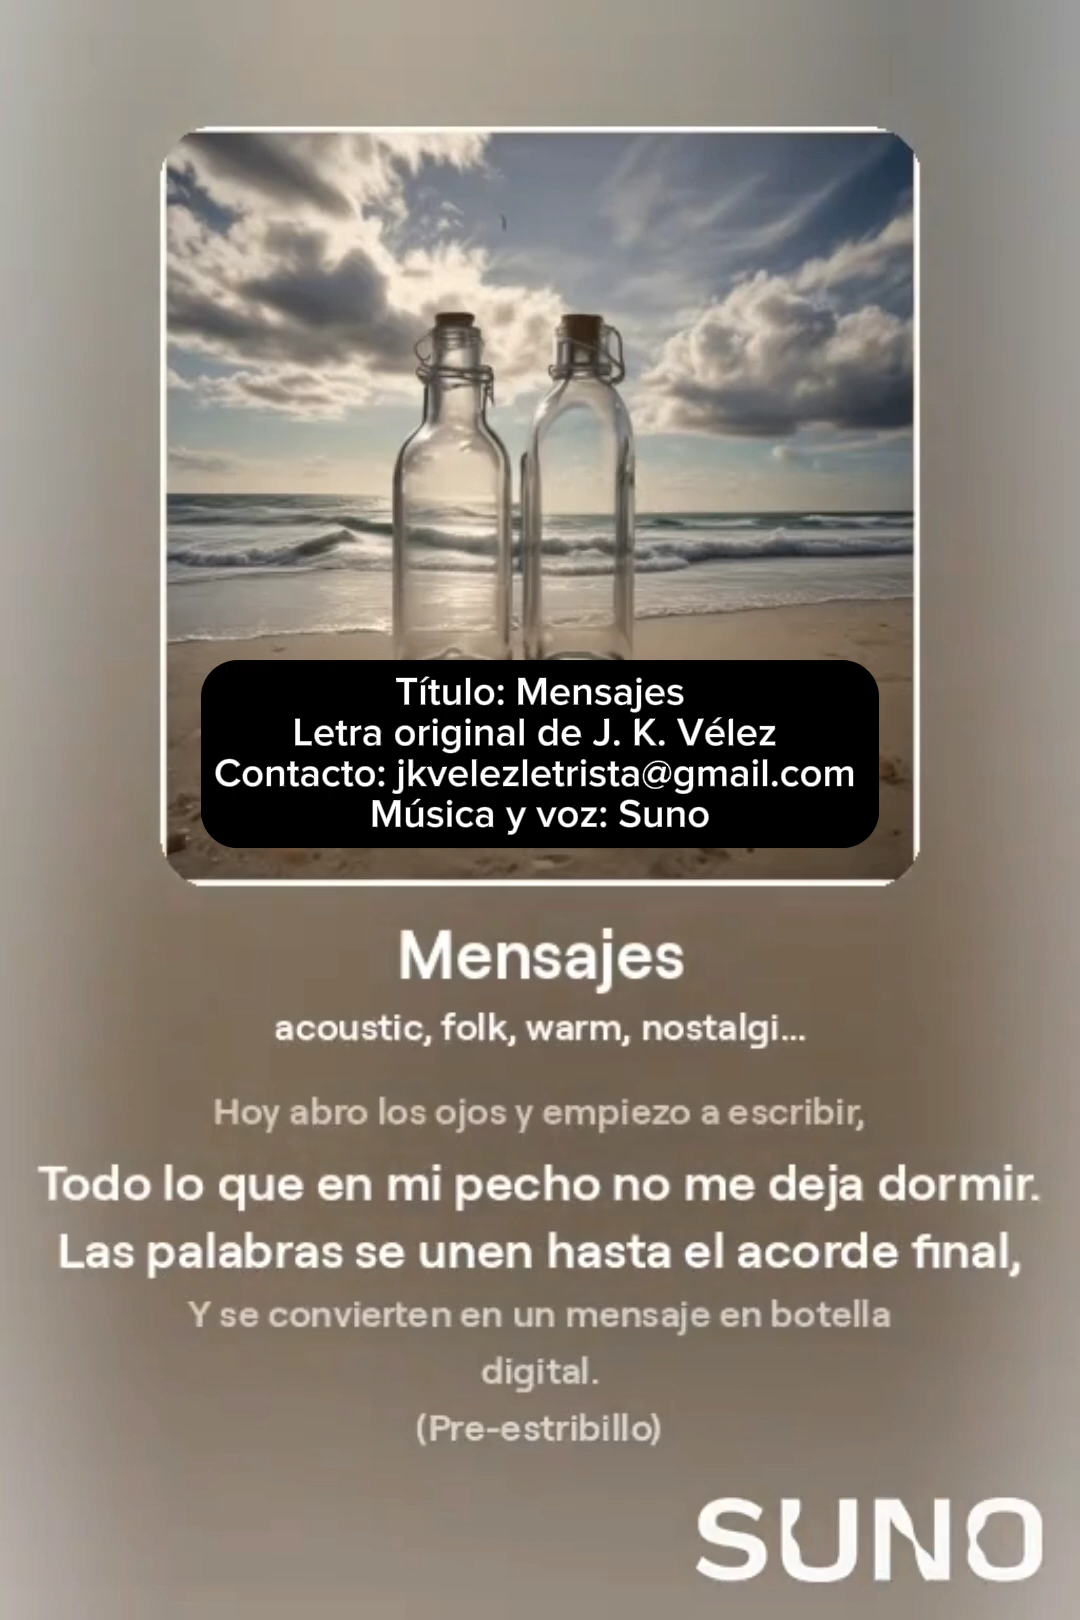 Título: Mensajes
Letra original de J. K. Vélez
Contacto: jkvelezletrista@gmail.com
Música y voz: Suno
Mensajes
acoustic, folk, warm, nostalgi...
Hoy abro los ojos y empiezo a escribir,
Todo lo que en mi pecho no me deja dormir.
Las palabras se unen hasta el acorde final,
Y se convierten en un mensaje en botella
digital.
(Pre-estribillo)
SUNO